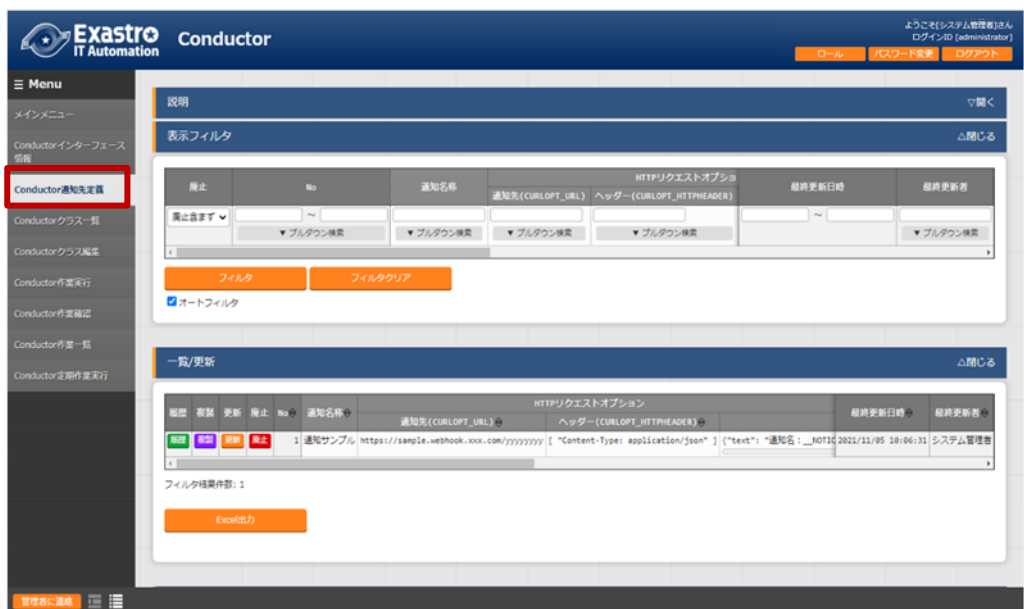 Exastro
IT Automation
Conductor
ようこそ[システム管理者]さん
ログインID [administrator]
ロール
パスワード変更
ログアウト
Menu
メインメニュー
Conductorインターフェース
情報
Conductor通知先定義
Conductorクラス一覧
Conductorクラス編集
Conductor作業実行
Conductor作業確認
Conductor作業一覧
Conductor定期作業実行
説明
▽開く
表示フィルタ
△閉じる
廃止
No
通知名称
HTTPリクエストオプショ
通知先(CURLOPT_URL)
ヘッダー(CURLOPT_HTTPHEADER)
最終更新日時
最終更新者
廃止含まず
～
～
▼ プルダウン検索
▼ プルダウン検索
▼ プルダウン検索
▼ プルダウン検索
▼ プルダウン検索
フィルタ
フィルタクリア
オートフィルタ
一覧/更新
△閉じる
履歴
複製
更新
廃止
No
通知名称
HTTPリクエストオプション
通知先(CURLOPT_URL)
ヘッダー(CURLOPT_HTTPHEADER)
最終更新日時
最終更新者
履歴
複製
更新
廃止
1
通知サンプル
https://sample.webhook.xxx.com/yyyyyyyy
[ "Content-Type: application/json" ]
{"text": "通知名：__NOTIC
2021/11/05 10:06:31
システム管理者
フィルタ結果件数: 1
Excel出力
管理者に連絡